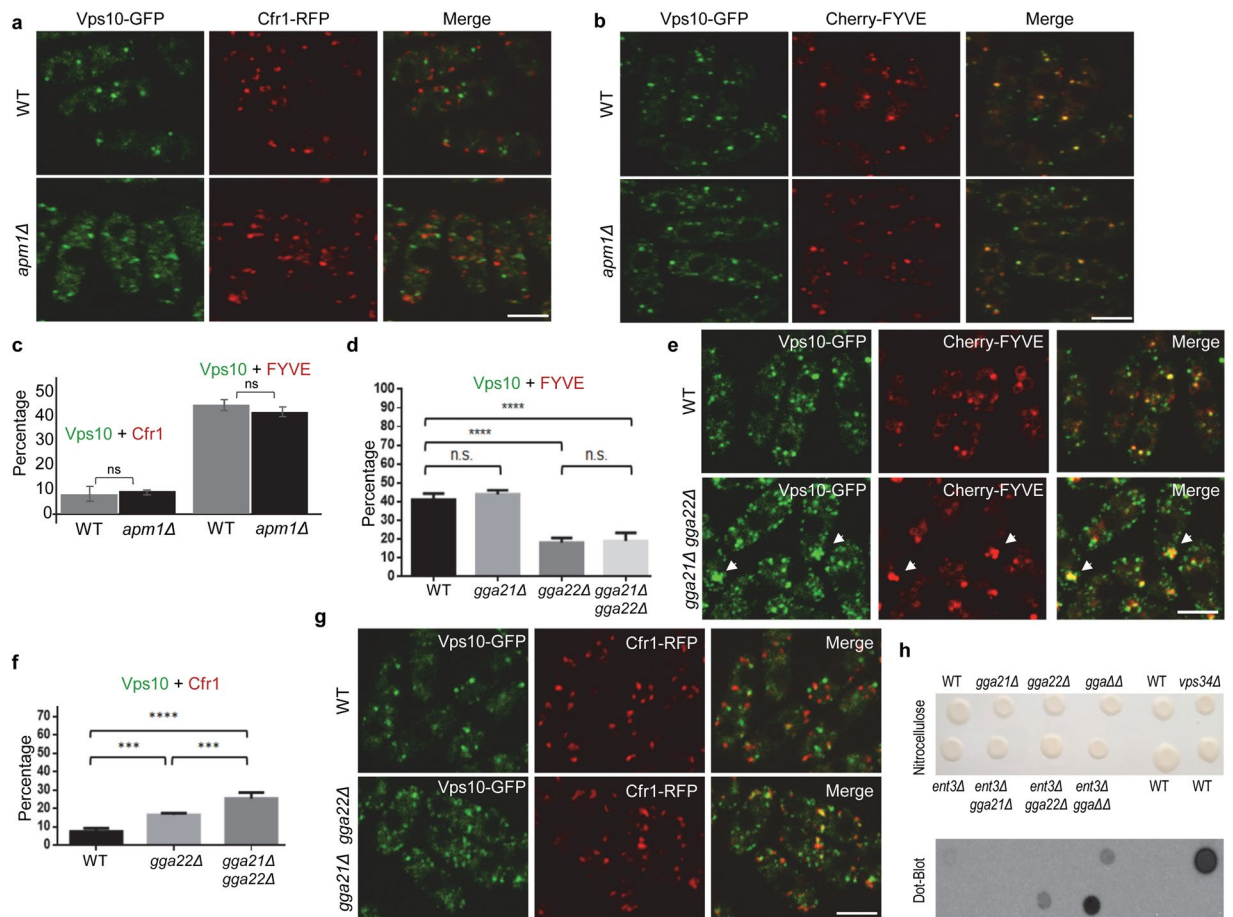 a
Vps10-GFP Cfr1-RFP Merge
WT
apm1Δ
b
Vps10-GFP Cherry-FYVE Merge
WT
apm1Δ
c
Vps10 + FYVE
ns
Vps10 + Cfr1
ns
Percentage
50
40
30
20
10
0
WT apm1Δ WT apm1Δ
d
Vps10 + FYVE
****
****
n.s. n.s.
Percentage
100
90
80
70
60
50
40
30
20
10
0
WT gga21Δ gga22Δ gga21Δ
gga22Δ
e
Vps10-GFP Cherry-FYVE Merge
WT
Vps10-GFP Cherry-FYVE Merge
gga21Δ gga22Δ
f
Vps10 + Cfr1
****
*** ***
Percentage
70
60
50
40
30
20
10
0
WT gga22Δ gga21Δ
gga22Δ
g
Vps10-GFP Cfr1-RFP Merge
WT
Vps10-GFP Cfr1-RFP Merge
gga21Δ gga22Δ
h
WT gga21Δ gga22Δ ggaΔΔ WT vps34Δ
Nitrocellulose
ent3Δ ent3Δ ent3Δ ent3Δ WT WT
gga21Δ gga22Δ ggaΔΔ
Dot-Blot